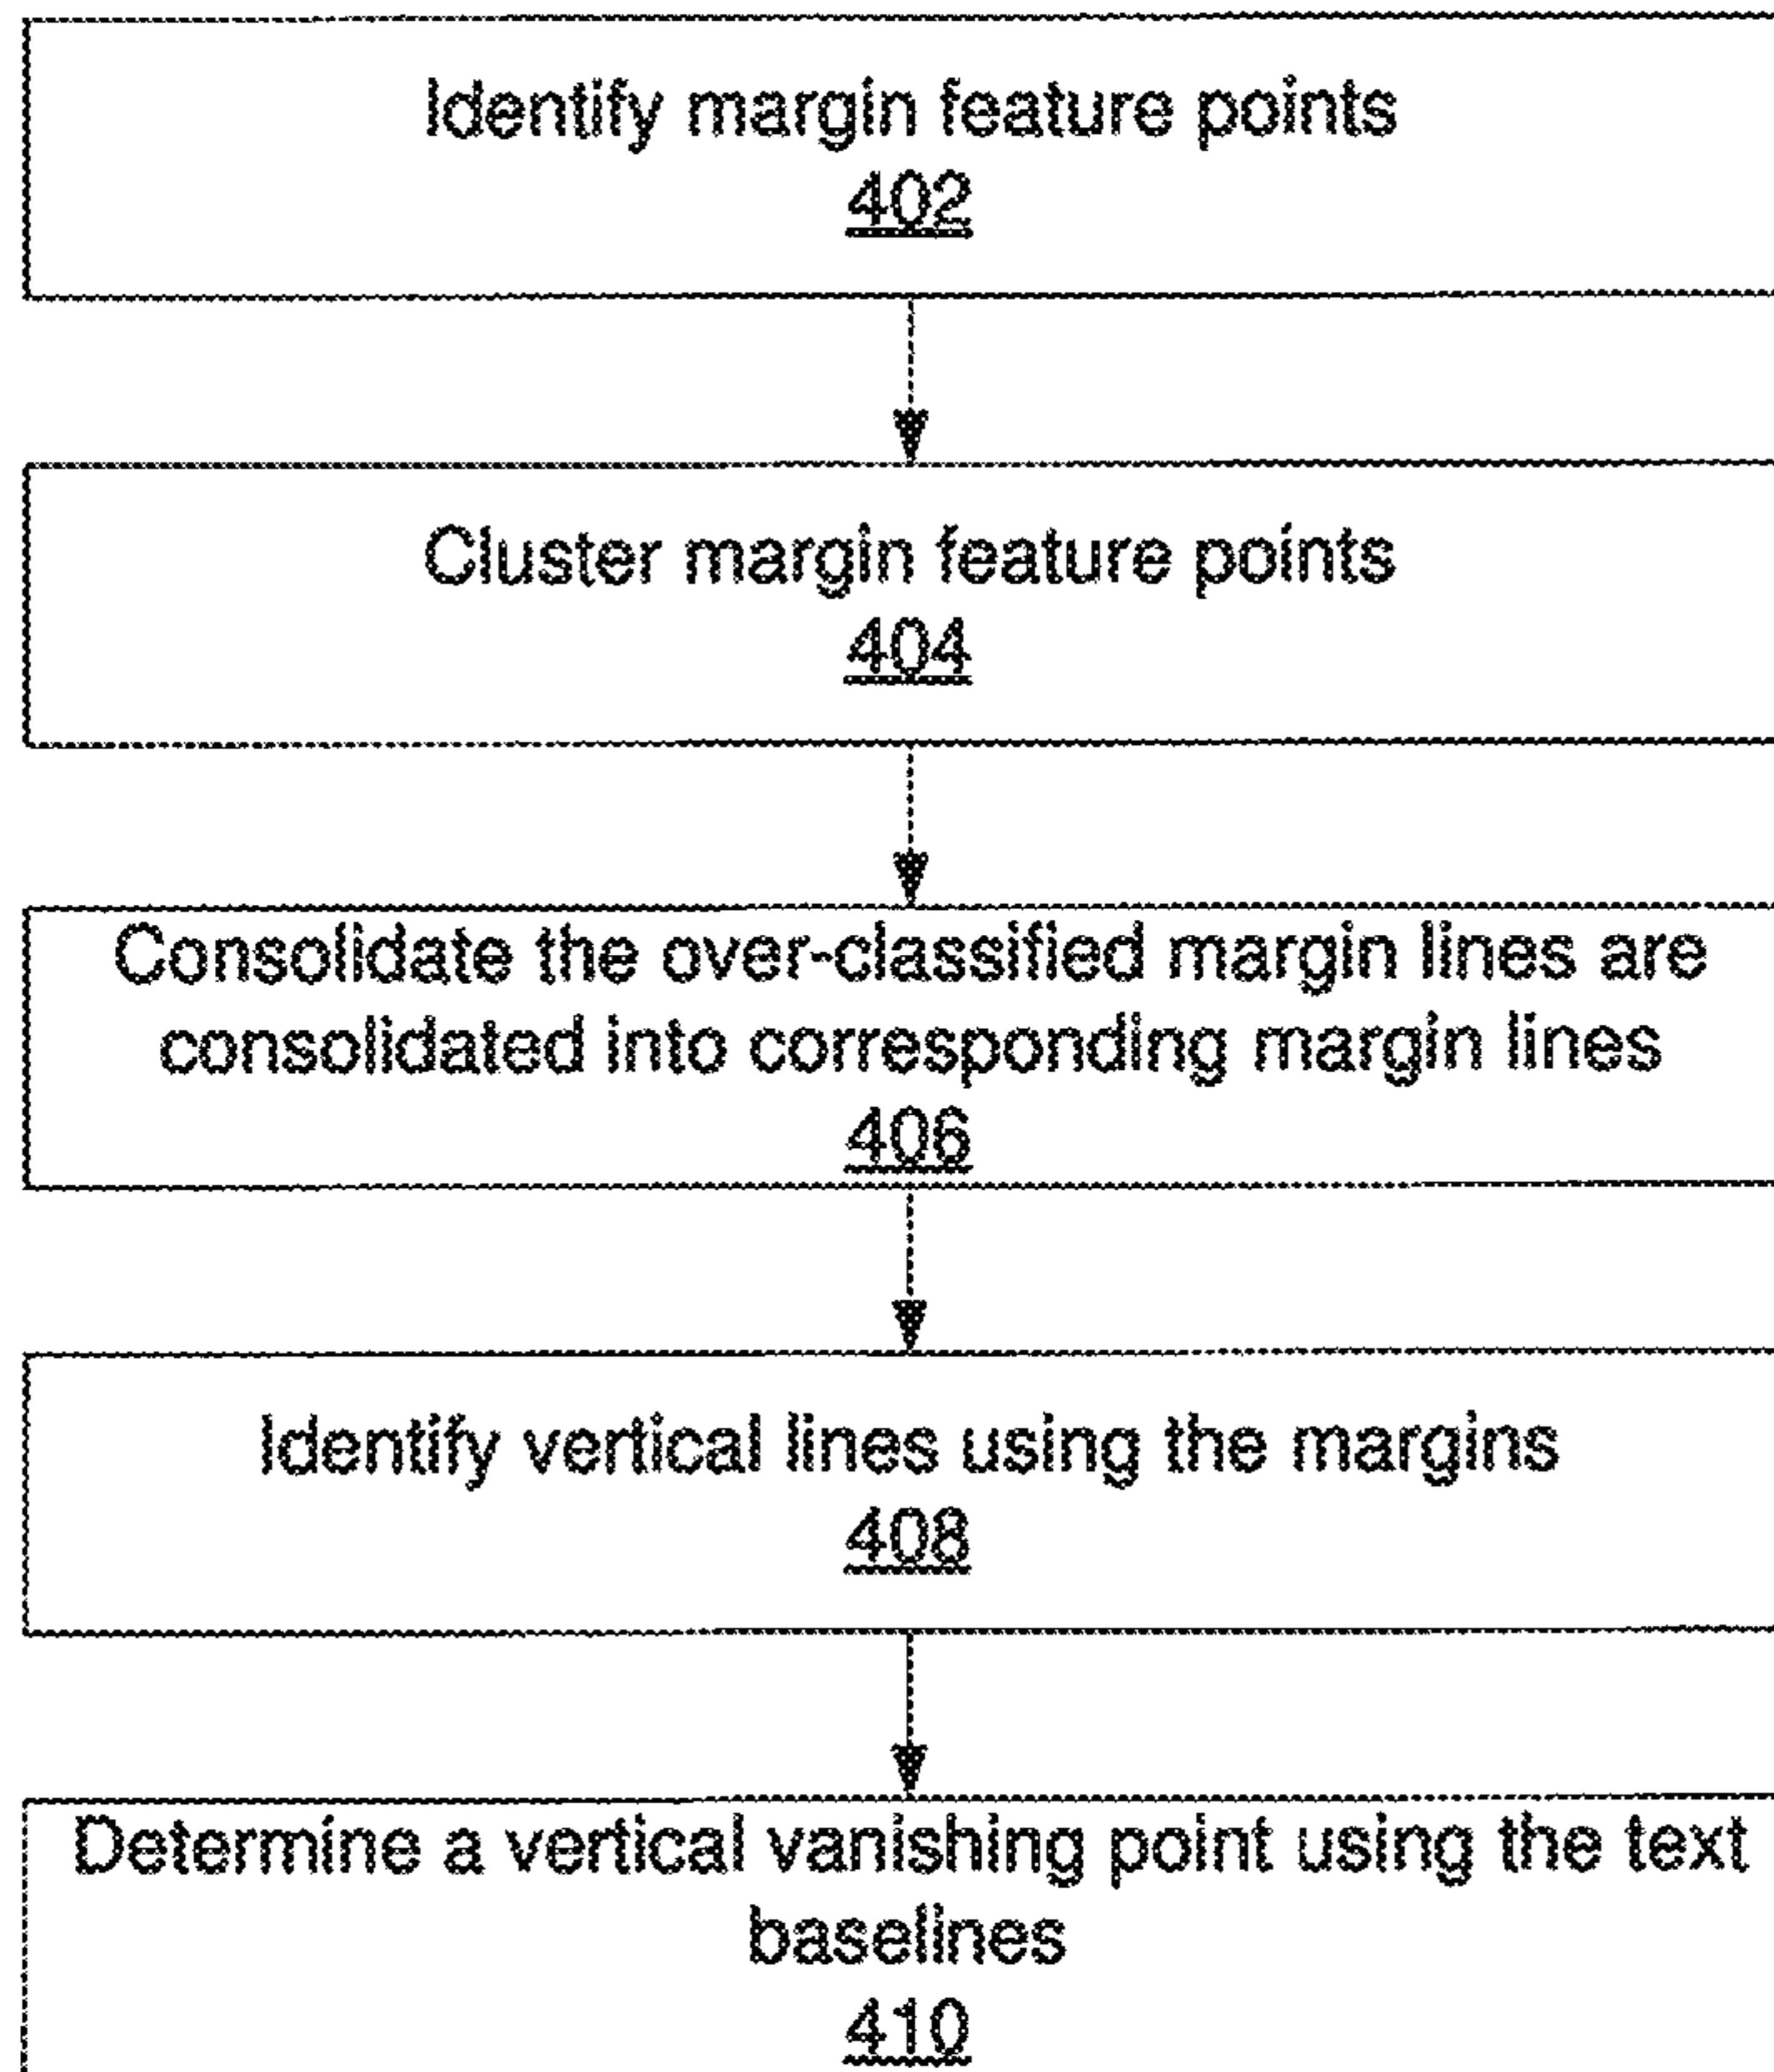 Identify margin feature points
402
Cluster margin feature points
404
Consolidate the over-classified margin lines are
consolidated into corresponding margin lines
406
Identify vertical lines using the margins
408
Determine a vertical vanishing point using the text
baselines
410